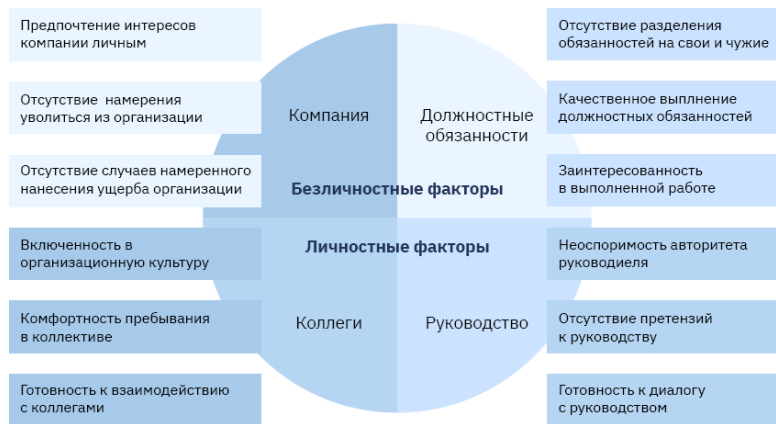 Предпочтение интересов
компании личным
Отсутствие намерения
уволиться из организации
Отсутствие случаев намеренного
нанесения ущерба организации
Включенность в
организационную культуру
Комфортность пребывания
в коллективе
Готовность к взаимодействию
с коллегами
Компания
Должностные
обязанности
Безличностные факторы
Личностные факторы
Коллеги
Руководство
Отсутствие разделения
обязанностей на свои и чужие
Качественное выплнение
должностных обязанностей
Заинтересованность
в выполненной работе
Неоспоримость авторитета
руководиеля
Отсутствие претензий
к руководству
Готовность к диалогу
с руководством